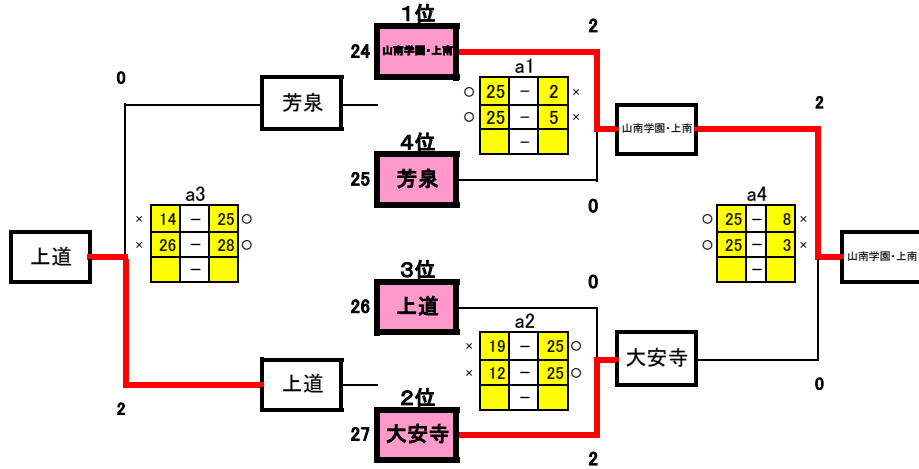 1位
24 山南学園・上南
2
0
芳泉
a1
○ 25 － 2 ×
○ 25 － 5 ×
－
山南学園・上南
2
4位
25 芳泉
0
a3
× 14 － 25 ○
× 26 － 28 ○
－
a4
○ 25 － 8 ×
○ 25 － 3 ×
－
上道
山南学園・上南
3位
26 上道
0
a2
× 19 － 25 ○
× 12 － 25 ○
－
大安寺
0
上道
2
2位
27 大安寺
2